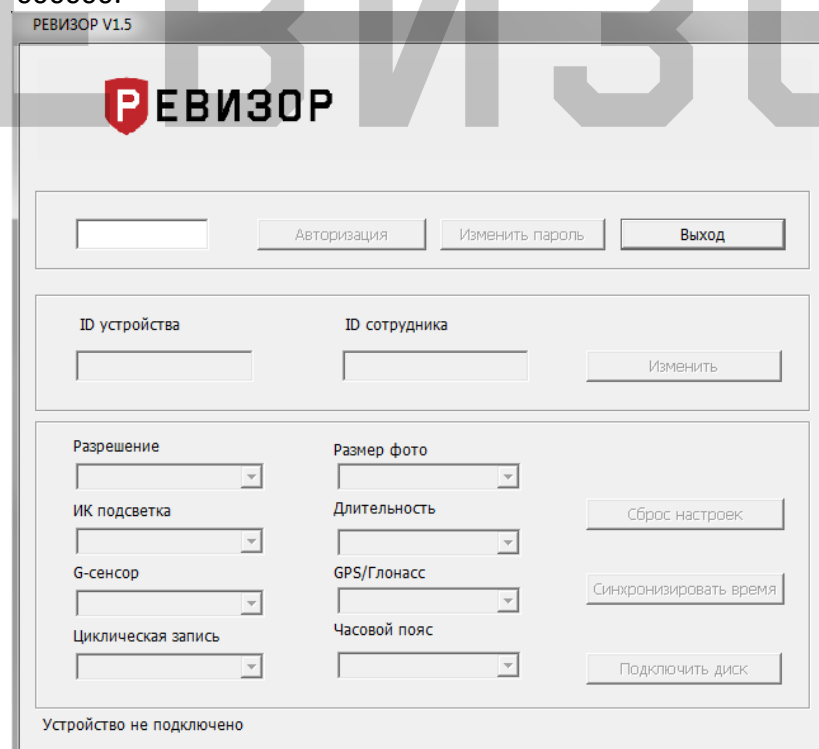 РЕВИЗОР V1.5
РЕВИЗОР
Авторизация
Изменить пароль
Выход
ID устройства
ID сотрудника
Изменить
Разрешение
Размер фото
ИК подсветка
Длительность
Сброс настроек
G-сенсор
GPS/Глонасс
Синхронизировать время
Циклическая запись
Часовой пояс
Подключить диск
Устройство не подключено